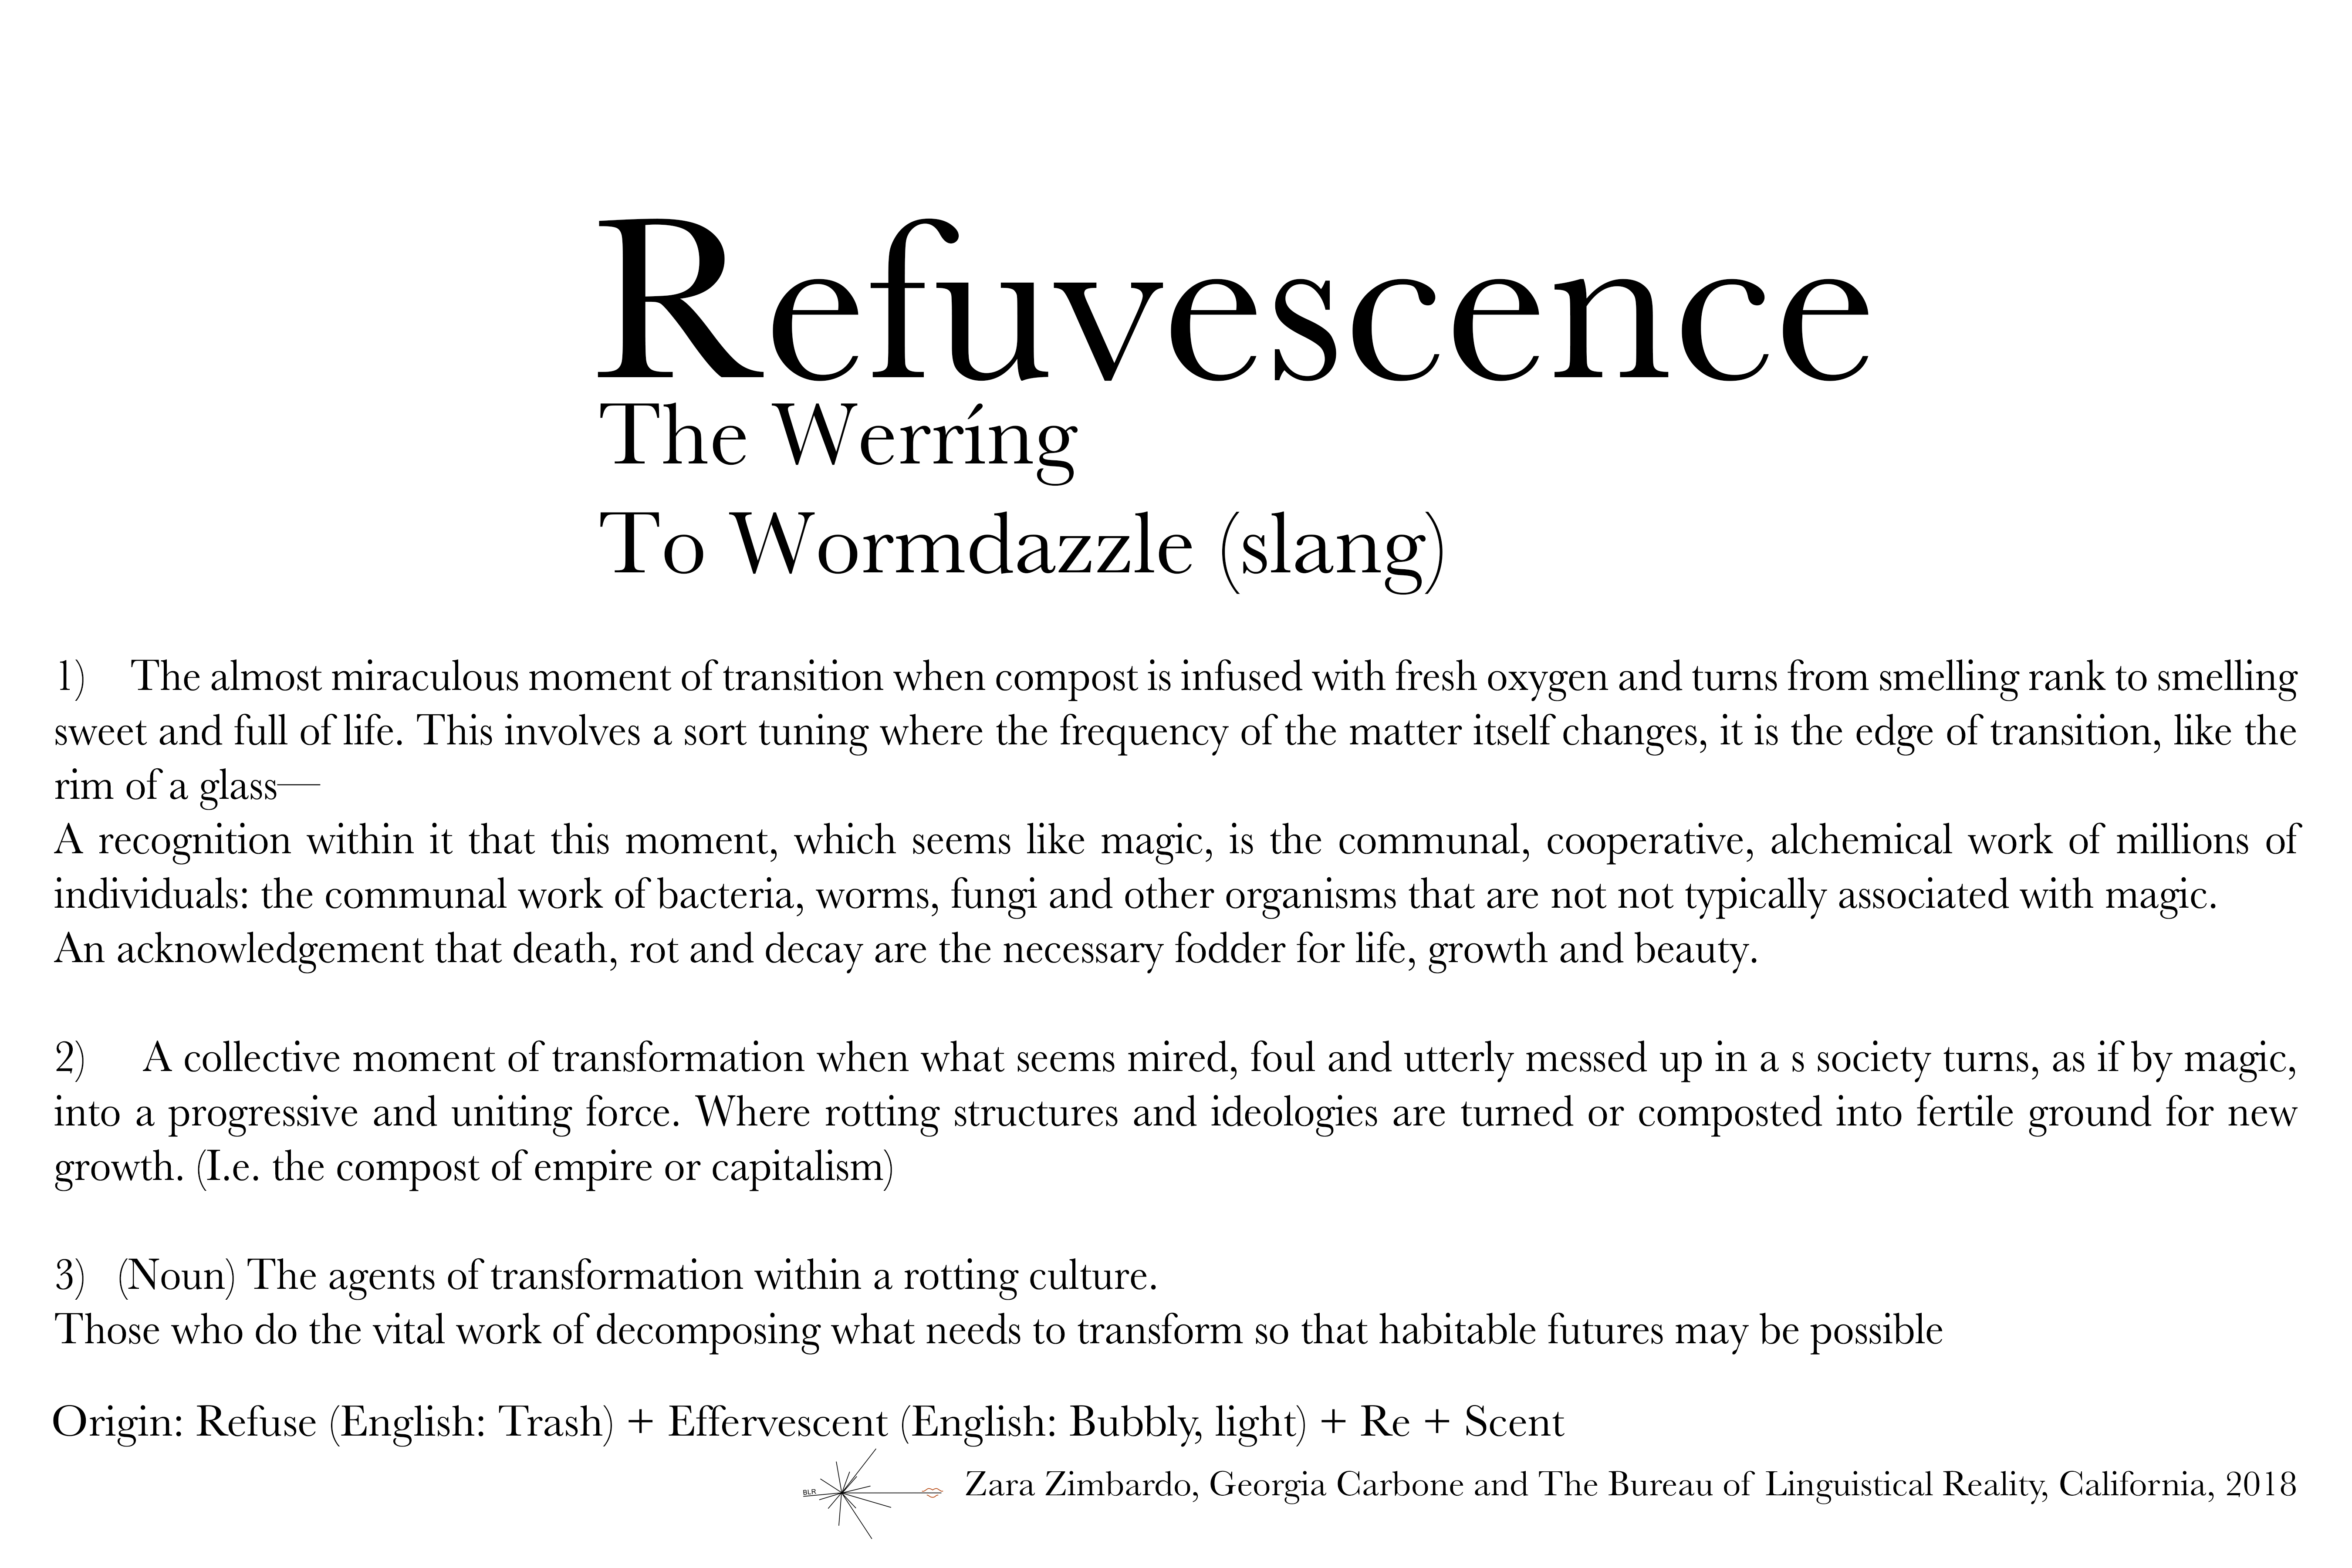 Refuvescence
The Werríng
To Wormdazzle (slang)
1) The almost miraculous moment of transition when compost is infused with fresh oxygen and turns from smelling rank to smelling
sweet and full of life. This involves a sort tuning where the frequency of the matter itself changes, it is the edge of transition, like the
rim of a glass—
A recognition within it that this moment, which seems like magic, is the communal, cooperative, alchemical work of millions of
individuals: the communal work of bacteria, worms, fungi and other organisms that are not not typically associated with magic.
An acknowledgement that death, rot and decay are the necessary fodder for life, growth and beauty.
2) A collective moment of transformation when what seems mired, foul and utterly messed up in a s society turns, as if by magic,
into a progressive and uniting force. Where rotting structures and ideologies are turned or composted into fertile ground for new
growth. (I.e. the compost of empire or capitalism)
3) (Noun) The agents of transformation within a rotting culture.
Those who do the vital work of decomposing what needs to transform so that habitable futures may be possible
Origin: Refuse (English: Trash) + Effervescent (English: Bubbly, light) + Re + Scent
BLR
Zara Zimbardo, Georgia Carbone and The Bureau of Linguistical Reality, California, 2018